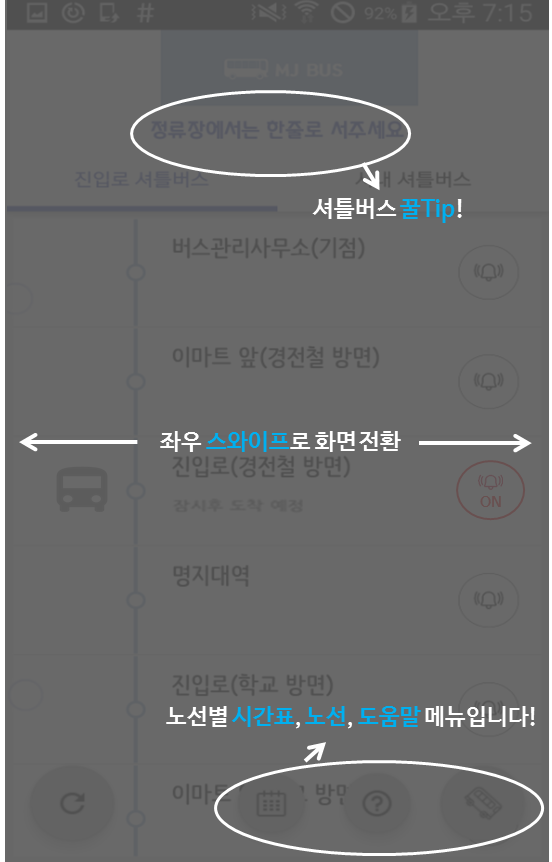 92% 오후 7:15
MJ BUS
정류장에서는 한줄로 서주세요
진입로 셔틀버스 시내 셔틀버스
셔틀버스 꿀Tip!
버스관리사무소(기점)
이마트 앞(경전철 방면)
좌우 스와이프로 화면 전환
진입로(경전철 방면)
잠시후 도착 예정
ON
명지대역
진입로(학교 방면)
노선별 시간표, 노선, 도움말 메뉴입니다!
이마트 방면